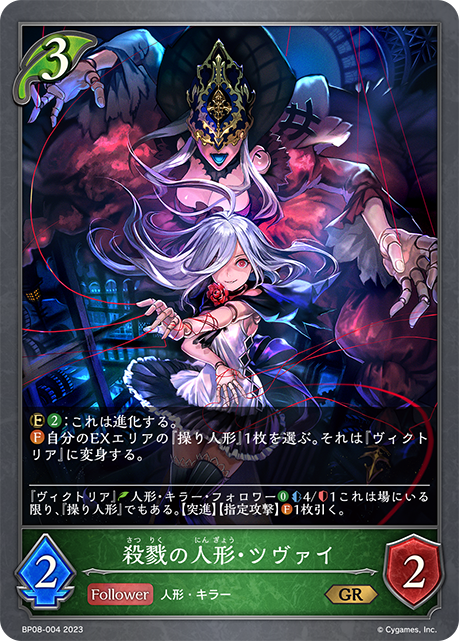 3
E 2:これは進化する。
F 自分のEXエリアの『操り人形』1枚を選ぶ。それは『ヴィクト
リア』に変身する。
『ヴィクトリア』人形・キラー・フォロワー 0 4/1これは場にいる
限り、『操り人形』でもある。【突進】【指定攻撃】F 1枚引く。
さつりく にんぎょう
殺戮の人形・ツヴァイ
2
Follower 人形・キラー GR
2
BP08-004 2023 © Cygames, Inc.